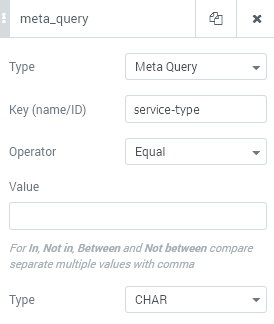 meta_query
Type
Meta Query
Key (name/ID)
service-type
Operator
Equal
Value
For In, Not in, Between and Not between compare
separate multiple values with comma
Type
CHAR